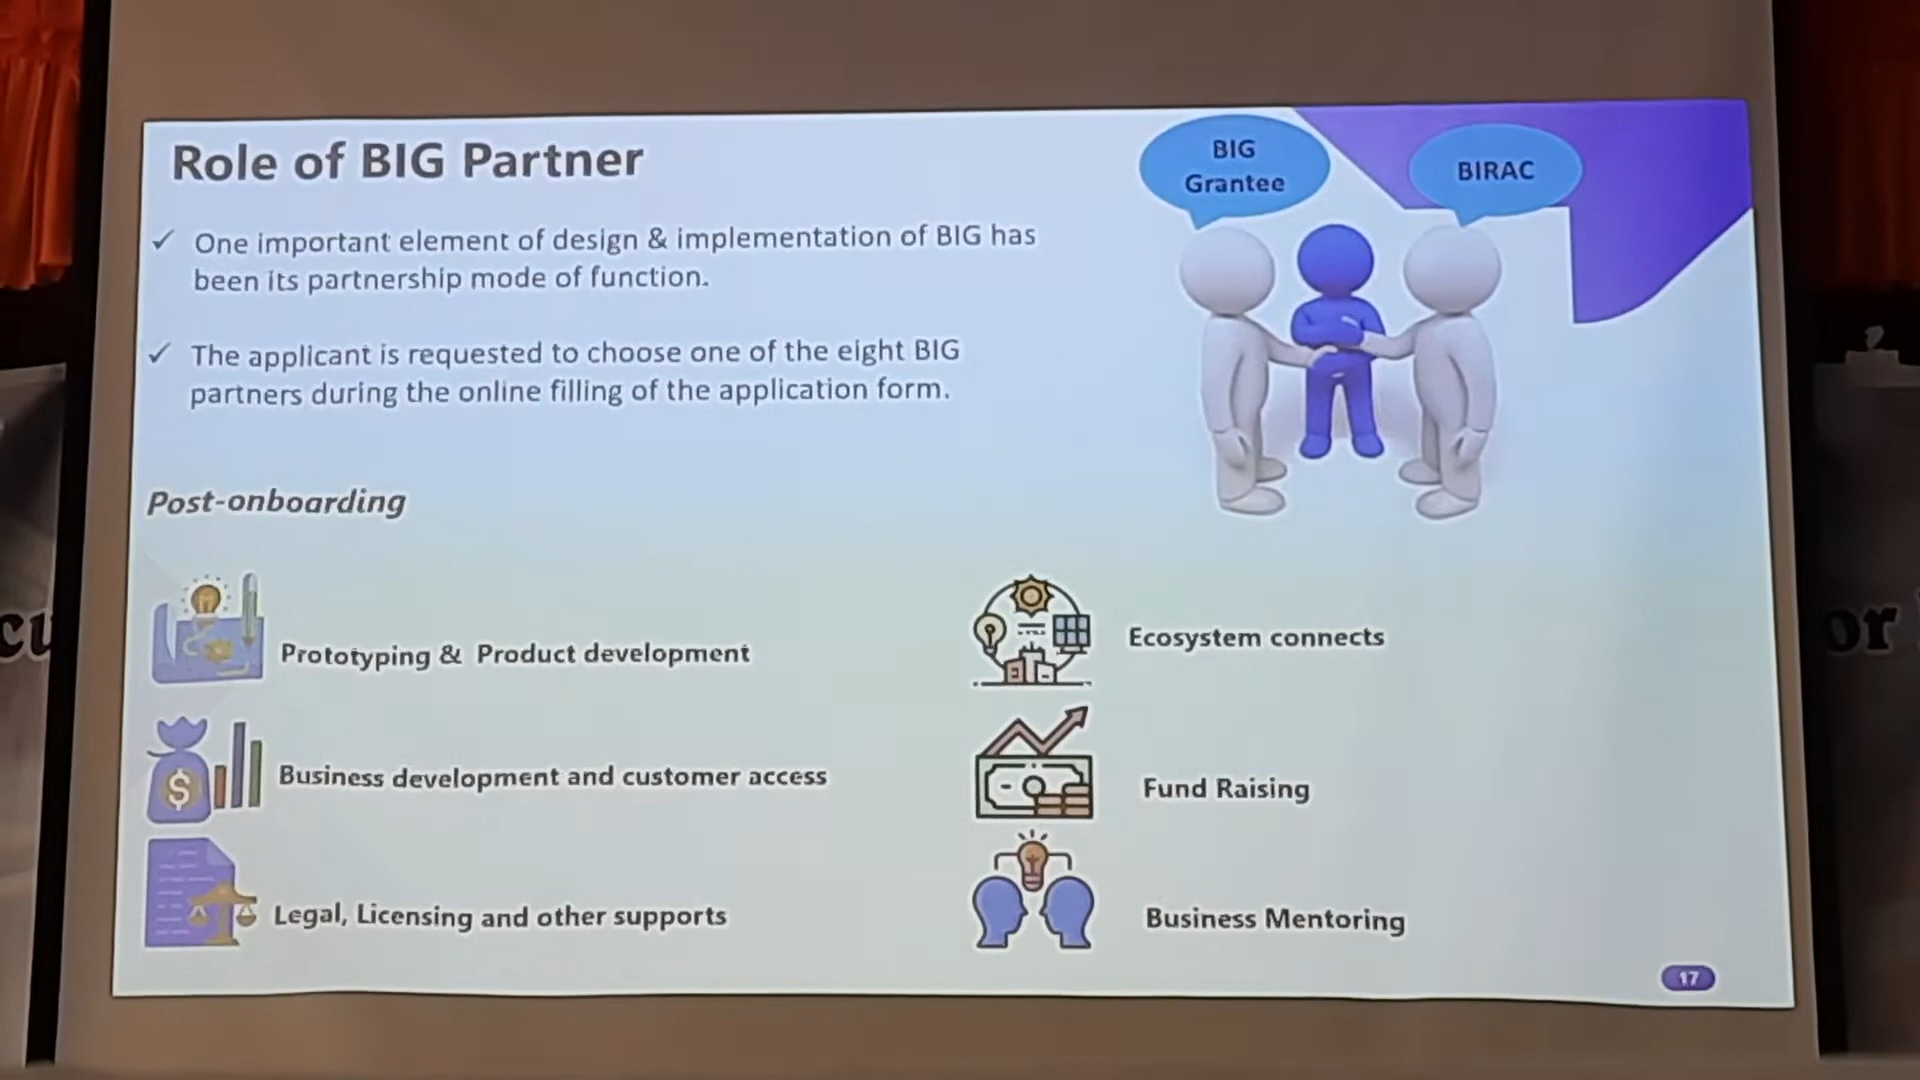 Role of BIG Partner
BIG
Grantee
BIRAC
✓ One important element of design & implementation of BIG has
been its partnership mode of function.
✓ The applicant is requested to choose one of the eight BIG
partners during the online filling of the application form.
Post-onboarding
Prototyping & Product development
Business development and customer access
Legal, Licensing and other supports
Ecosystem connects
Fund Raising
Business Mentoring
17
cu
or